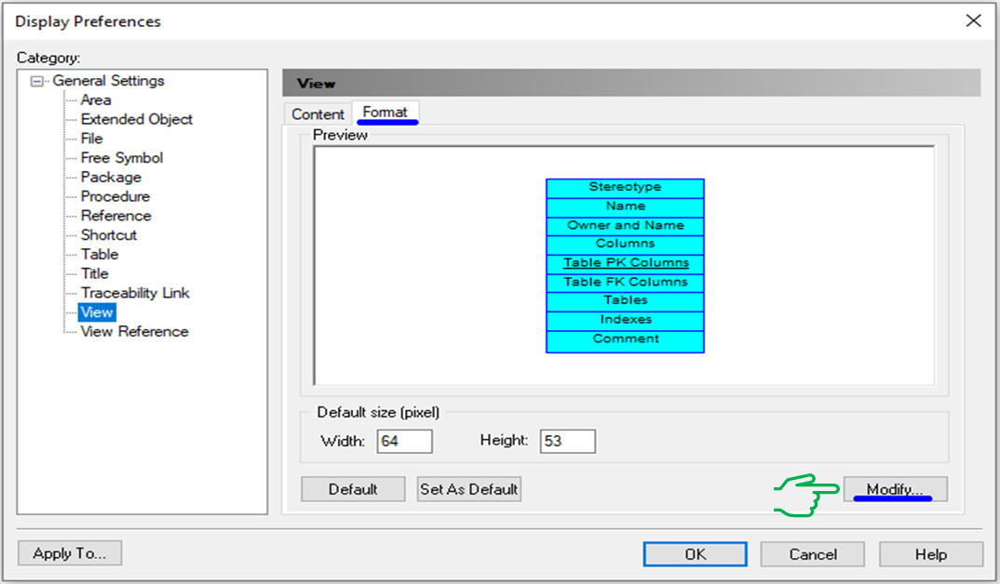 Display Preferences
Category:
General Settings
Area
Extended Object
File
Free Symbol
Package
Procedure
Reference
Shortcut
Table
Title
Traceability Link
View
View Reference
View
Content Format
Preview
Stereotype
Name
Owner and Name
Columns
Table PK Columns
Table FK Columns
Tables
Indexes
Comment
Default size (pixel)
Width: 64 Height: 53
Default Set As Default Modify...
Apply To... OK Cancel Help